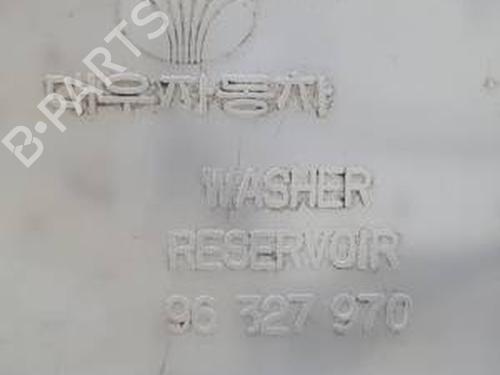 B-PARTS
대우자동차
WASHER
RESERVOIR
96 327 970